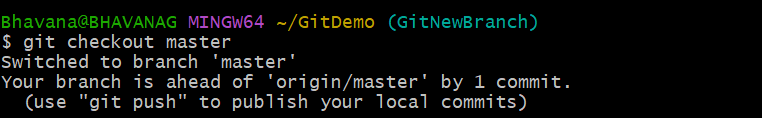 Bhavana@BHAVANAG MINGW64 ~/GitDemo (GitNewBranch)
$ git checkout master
Switched to branch 'master'
Your branch is ahead of 'origin/master' by 1 commit.
  (use "git push" to publish your local commits)